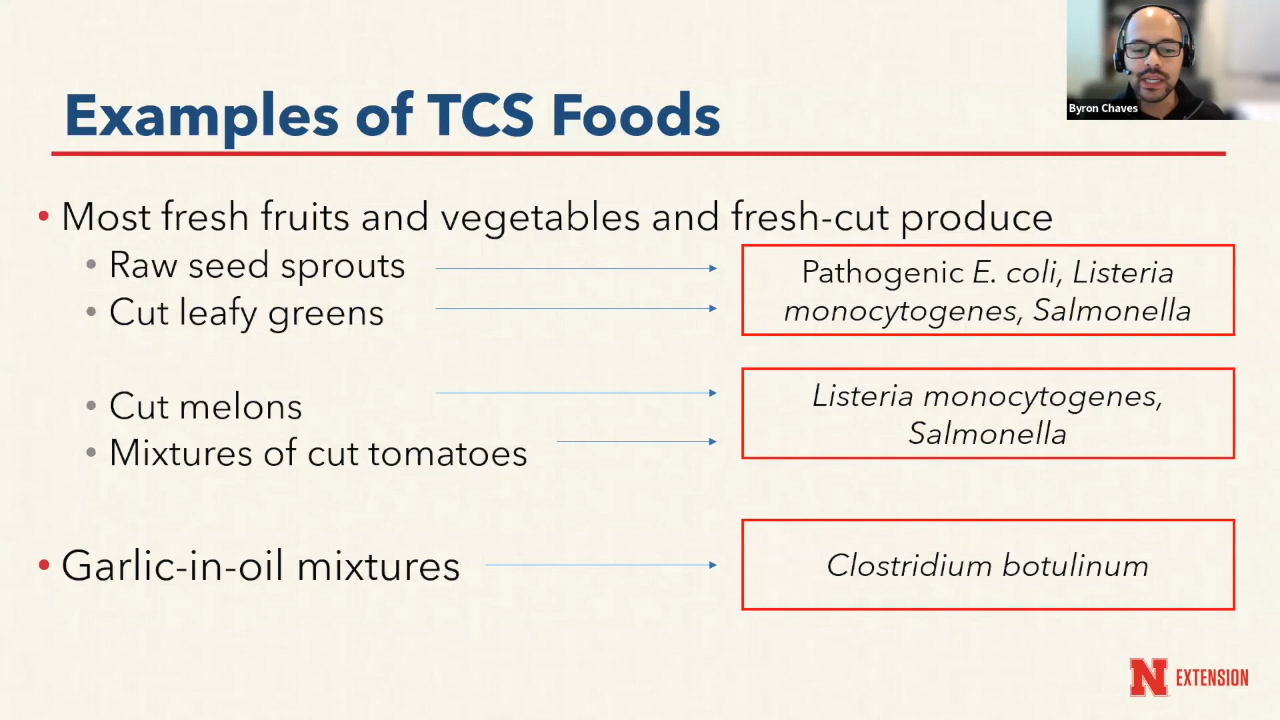 Examples of TCS Foods
Byron Chaves
• Most fresh fruits and vegetables and fresh-cut produce
• Raw seed sprouts
• Cut leafy greens
Pathogenic E. coli, Listeria
monocytogenes, Salmonella
• Cut melons
• Mixtures of cut tomatoes
Listeria monocytogenes,
Salmonella
• Garlic-in-oil mixtures
Clostridium botulinum
N EXTENSION